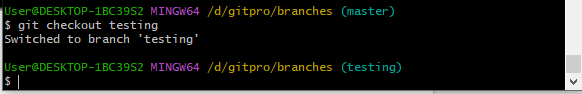 User@DESKTOP-1BC39S2 MINGW64 /d/gitpro/branches (master)
$ git checkout testing
Switched to branch 'testing'
User@DESKTOP-1BC39S2 MINGW64 /d/gitpro/branches (testing)
$